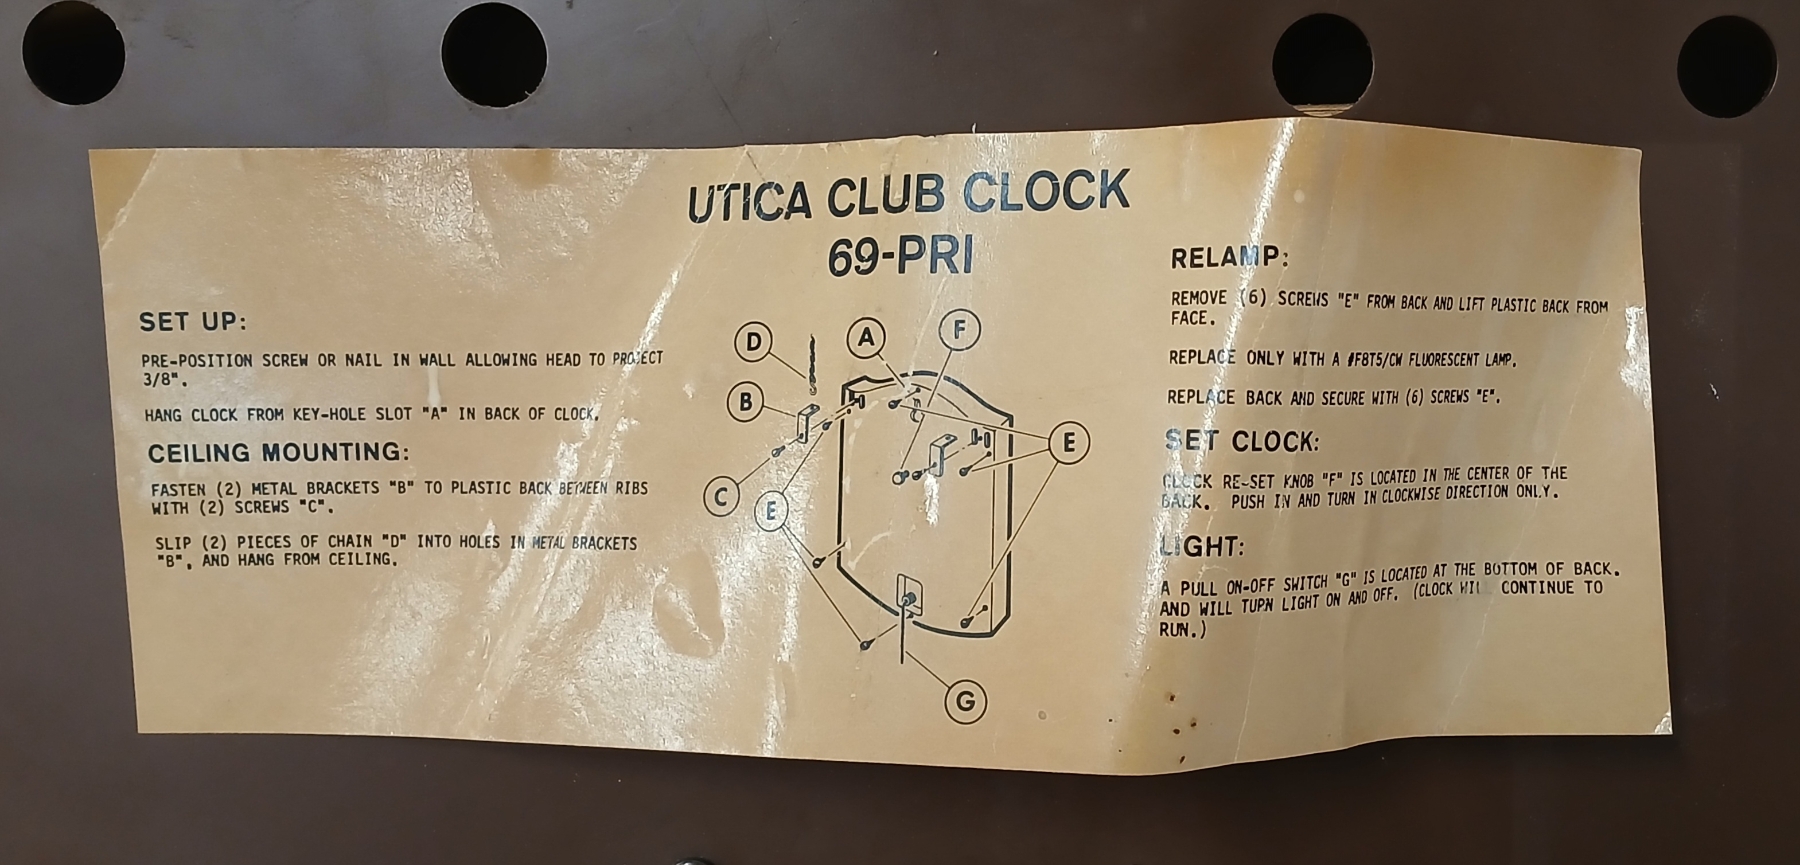 UTICA CLUB CLOCK
69-PRI
SET UP:
PRE-POSITION SCREW OR NAIL IN WALL ALLOWING HEAD TO PROJECT
3/8".
HANG CLOCK FROM KEY-HOLE SLOT "A" IN BACK OF CLOCK.
CEILING MOUNTING:
FASTEN (2) METAL BRACKETS "B" TO PLASTIC BACK BETWEEN RIBS
WITH (2) SCREWS "C".
SLIP (2) PIECES OF CHAIN "D" INTO HOLES IN METAL BRACKETS
"B", AND HANG FROM CEILING.
D
A
F
B
E
C
E
G
RELAMP:
REMOVE (6) SCREWS "E" FROM BACK AND LIFT PLASTIC BACK FROM
FACE.
REPLACE ONLY WITH A #F8T5/CW FLUORESCENT LAMP.
REPLACE BACK AND SECURE WITH (6) SCREWS "E".
SET CLOCK:
CLOCK RE-SET KNOB "F" IS LOCATED IN THE CENTER OF THE
BACK. PUSH IN AND TURN IN CLOCKWISE DIRECTION ONLY.
LIGHT:
A PULL ON-OFF SWITCH "G" IS LOCATED AT THE BOTTOM OF BACK.
AND WILL TURN LIGHT ON AND OFF. (CLOCK WILL CONTINUE TO
RUN.)